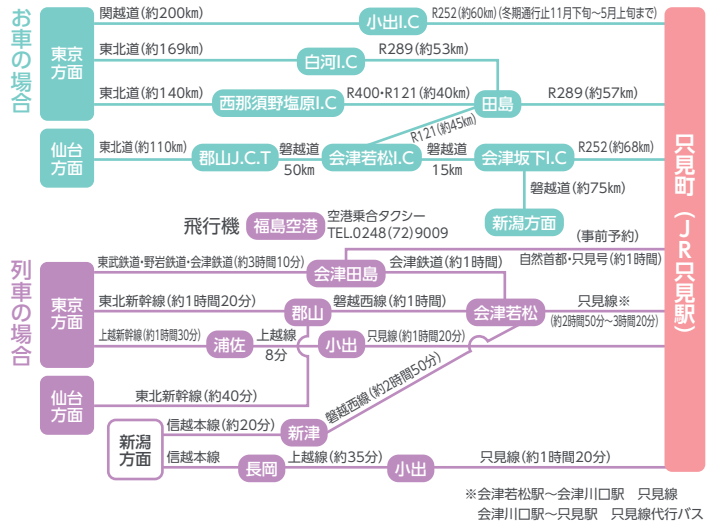 お車の場合
東京
方面
関越道(約200㎞)
小出I.C
R252(約60㎞)(冬期通行止11月下旬〜5月上旬まで)
東北道(約169㎞)
白河I.C
R289(約53㎞)
東北道(約140㎞)
西那須野塩原I.C
R400・R121(約40㎞)
田島
R289(約57㎞)
R121(約45㎞)
仙台
方面
東北道(約110㎞)
郡山J.C.T
磐越道
50㎞
会津若松I.C
磐越道
15㎞
会津坂下I.C
R252(約68㎞)
磐越道(約75㎞)
新潟方面
飛行機
福島空港
空港乗合タクシー
TEL.0248(72)9009
列車の場合
東京
方面
東武鉄道・野岩鉄道・会津鉄道(約3時間10分)
会津田島
会津鉄道(約1時間)
(事前予約)
自然首都・只見号(約1時間)
東北新幹線(約1時間20分)
郡山
磐越西線(約1時間)
会津若松
只見線※
(約2時間50分〜3時間20分)
上越新幹線(約1時間30分)
浦佐
上越線
8分
小出
只見線(約1時間20分)
仙台
方面
東北新幹線(約40分)
磐越西線(約2時間50分)
新潟
方面
信越本線(約20分)
新津
信越本線
長岡
上越線(約35分)
小出
只見線(約1時間20分)
只見町(JR只見駅)
※会津若松駅〜会津川口駅 只見線
会津川口駅〜只見駅 只見線代行バス